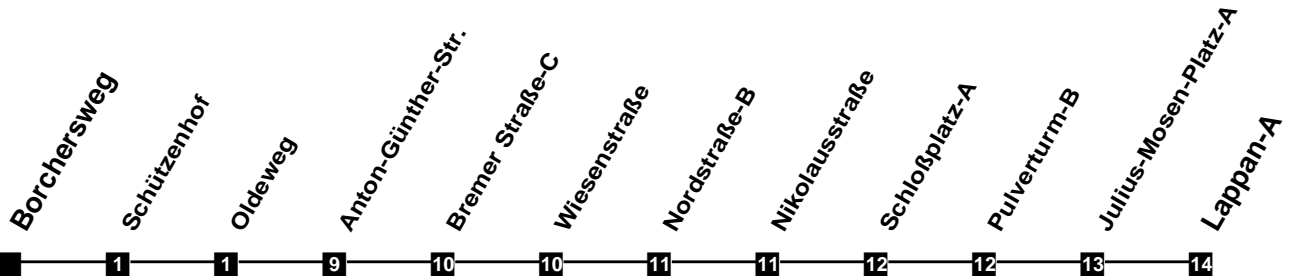 Borchersweg
Schützenhof
Oldeweg
Anton-Günther-Str.
Bremer Straße-C
Wiesenstraße
Nordstraße-B
Nikolausstraße
Schloßplatz-A
Pulverturm-B
Julius-Mosen-Platz-A
Lappan-A
1 1 9 10 10 11 11 12 12 13 14